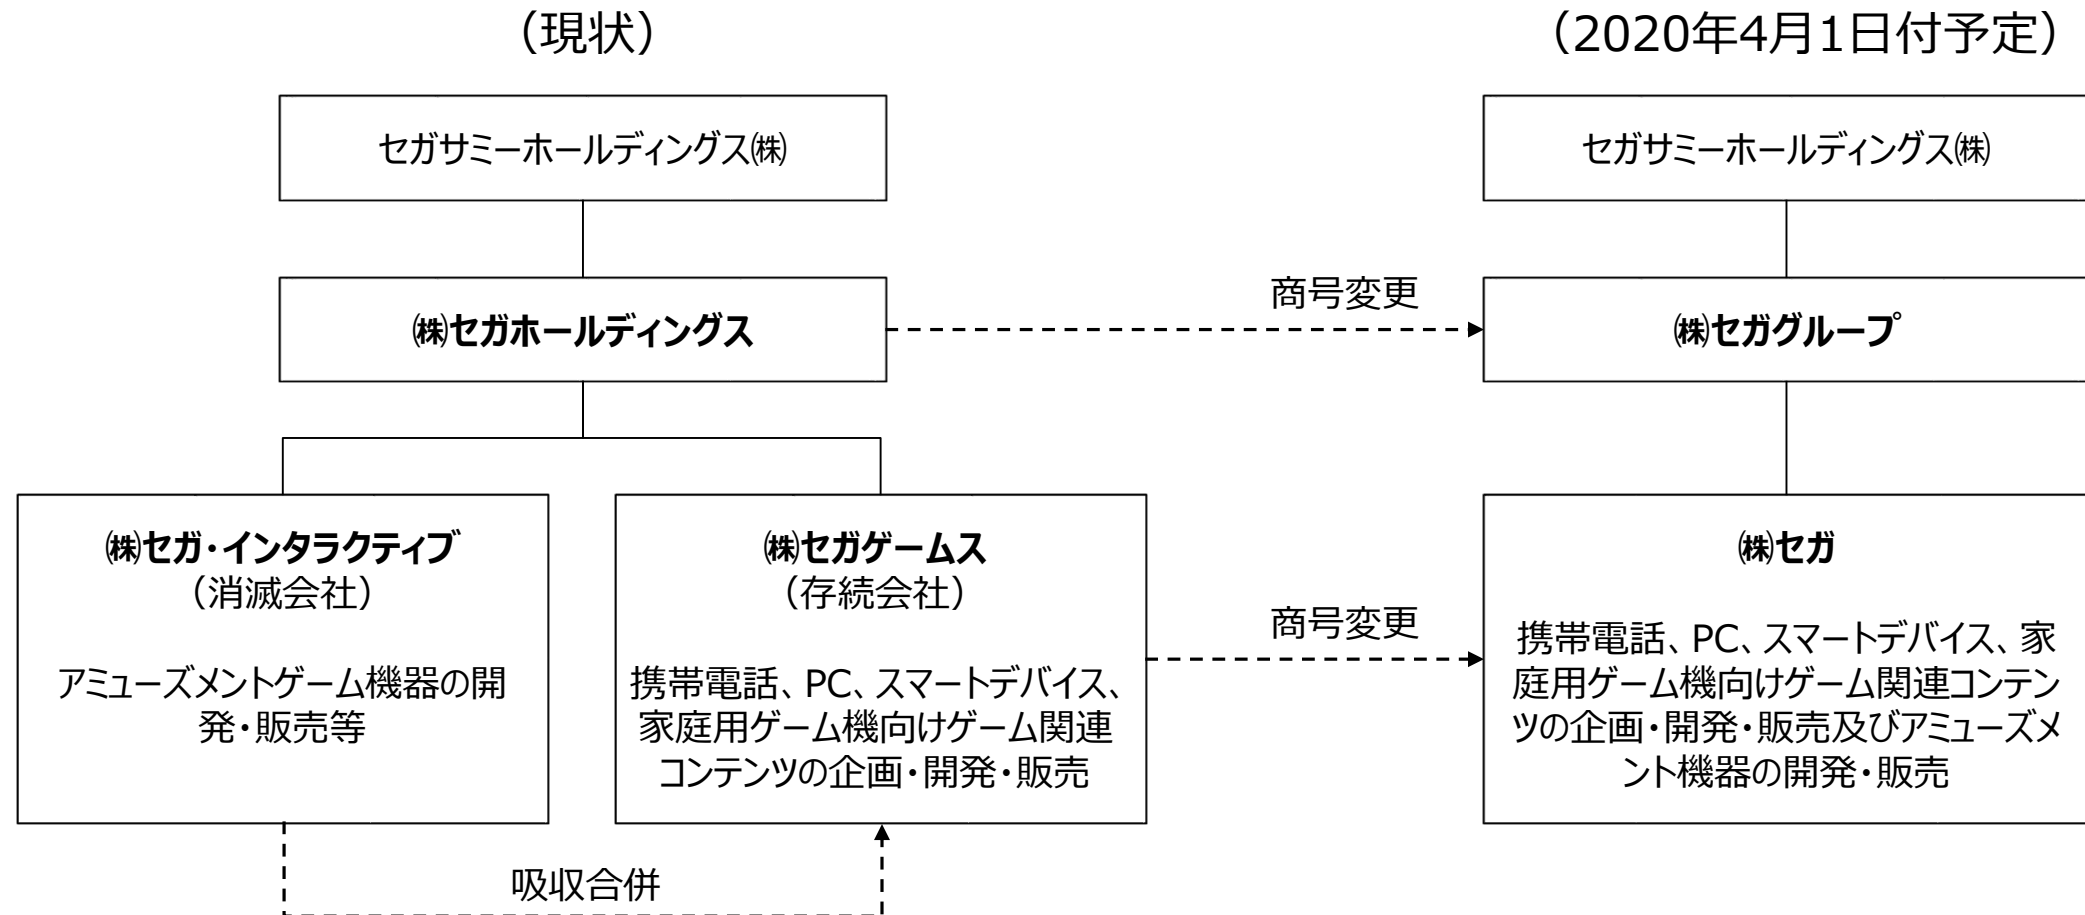 （現状）
（2020年4月1日付予定）
セガサミーホールディングス㈱
セガサミーホールディングス㈱
㈱セガホールディングス
商号変更
㈱セガグループ
㈱セガ・インタラクティブ
（消滅会社）
アミューズメントゲーム機器の開
発・販売等
㈱セガゲームス
（存続会社）
携帯電話、PC、スマートデバイス、
家庭用ゲーム機向けゲーム関連
コンテンツの企画・開発・販売
商号変更
㈱セガ
携帯電話、PC、スマートデバイス、家
庭用ゲーム機向けゲーム関連コンテン
ツの企画・開発・販売及びアミューズメ
ント機器の開発・販売
吸収合併